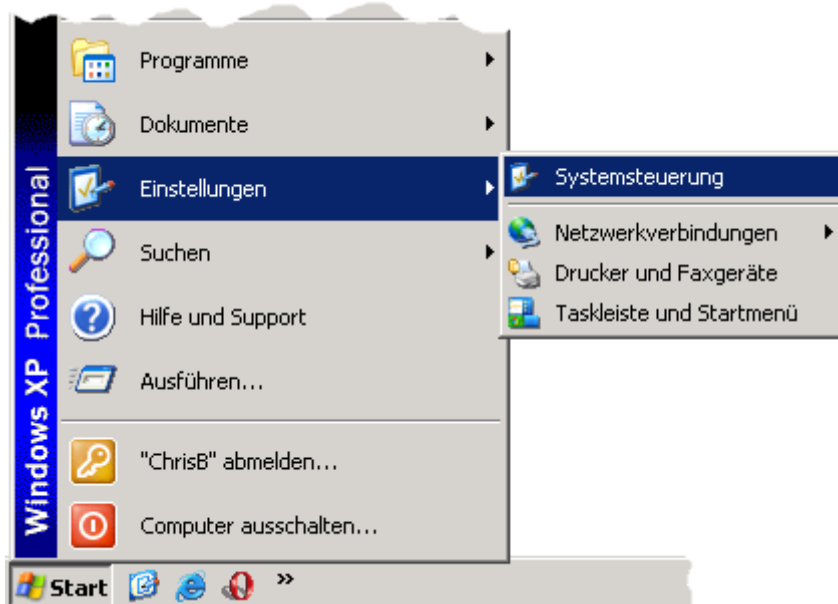 Programme
Dokumente
Einstellungen
Suchen
Hilfe und Support
Ausführen...
"ChrisB" abmelden...
Computer ausschalten...
Systemsteuerung
Netzwerkverbindungen
Drucker und Faxgeräte
Taskleiste und Startmenü
Windows XP Professional
Start
»